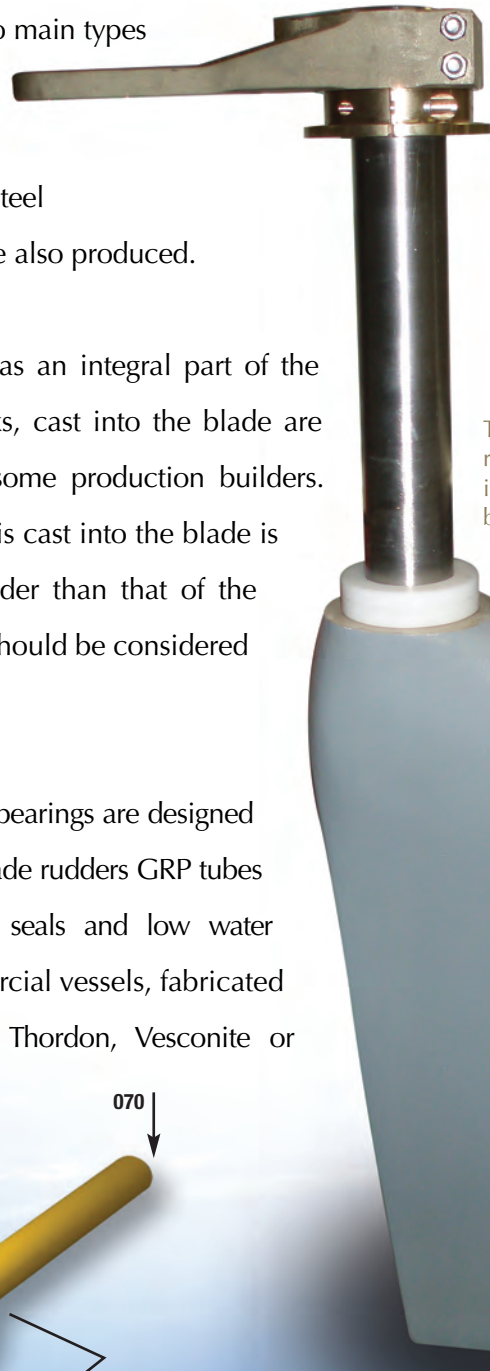 o main types
teel
e also produced.
as an integral part of the
s, cast into the blade are
some production builders.
is cast into the blade is
der than that of the
hould be considered
bearings are designed
ade rudders GRP tubes
seals and low water
rcial vessels, fabricated
Thordon, Vesconite or
T
r
i
b
070